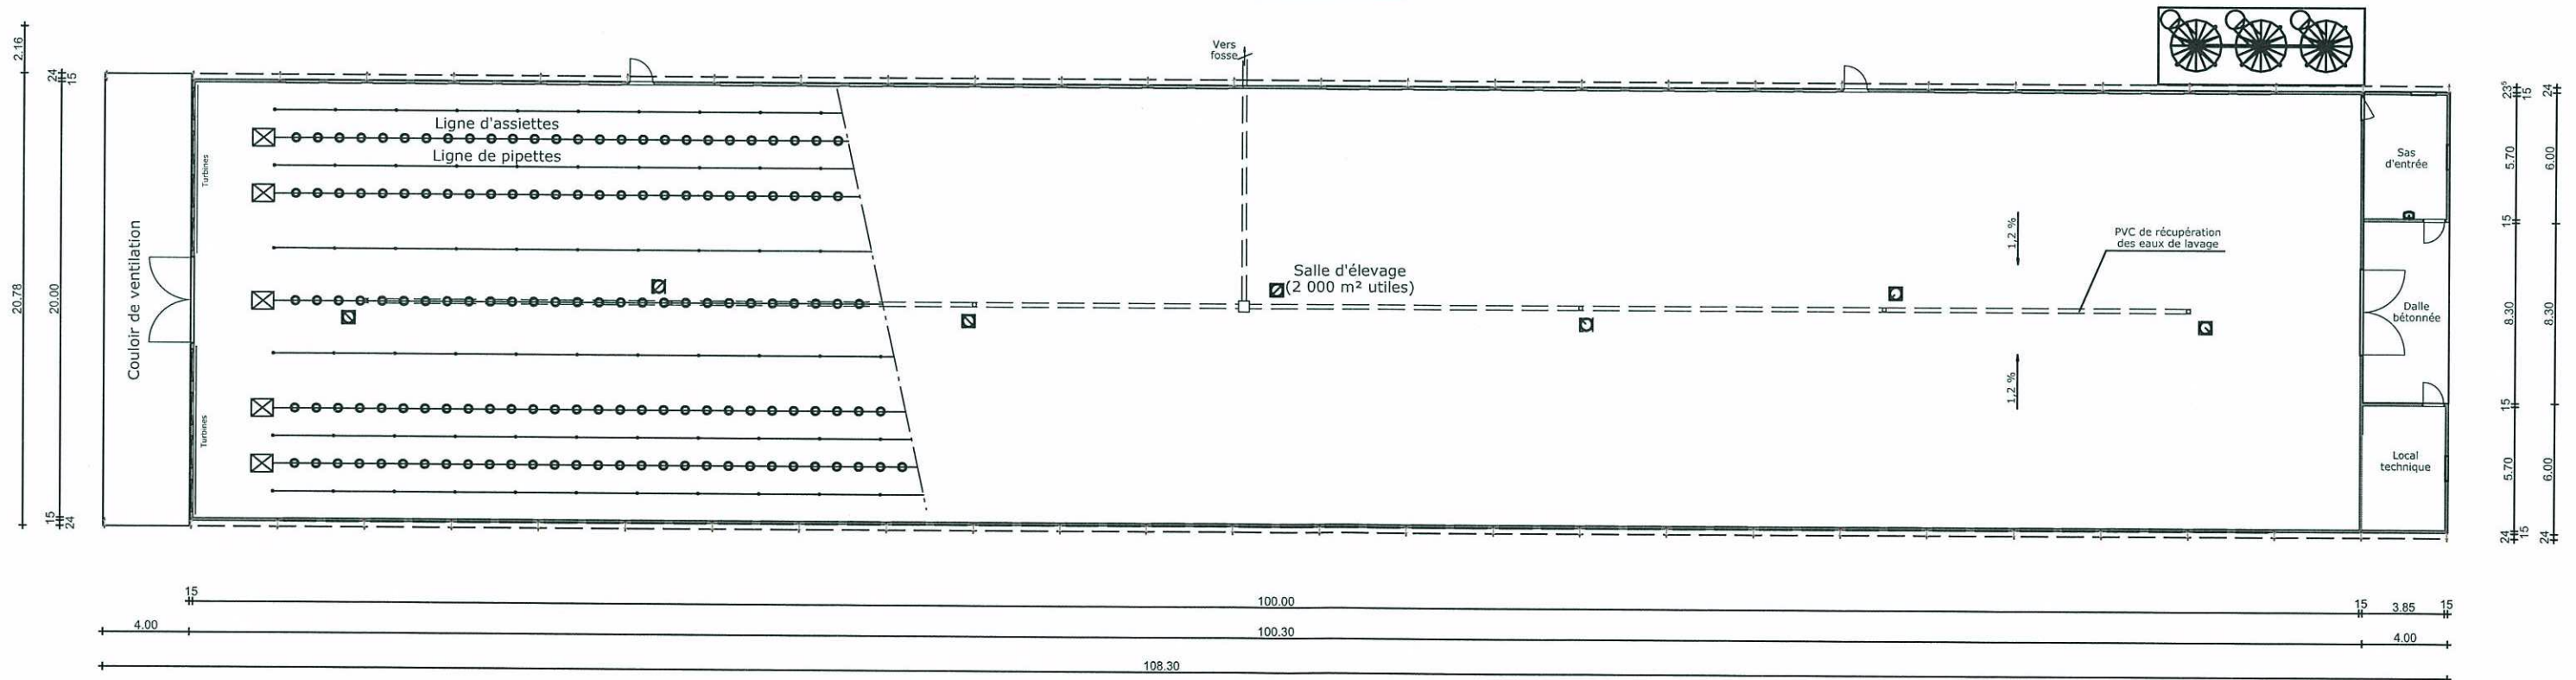 Vers
fosse
2.16
24
15
20.78
20.00
15
24
Couloir de ventilation
Turbines
Turbines
Ligne d'assiettes
Ligne de pipettes
Salle d'élevage
(2 000 m² utiles)
1,2 %
1,2 %
PVC de récupération
des eaux de lavage
Sas
d'entrée
Dalle
bétonnée
Local
technique
23⁵
15
5.70
15
8.30
15
5.70
24
15
24
6.00
8.30
6.00
24
15
100.00
15
3.85
15
4.00
100.30
4.00
108.30